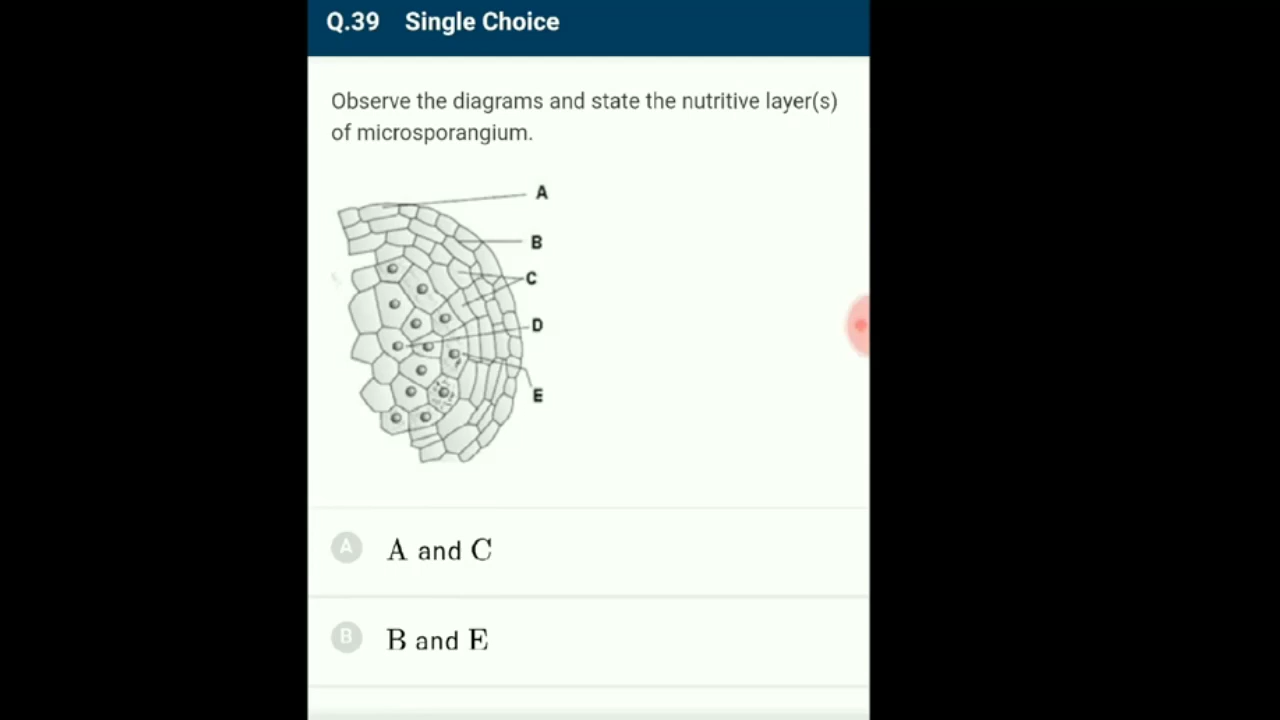 Q.39 Single Choice
Observe the diagrams and state the nutritive layer(s)
of microsporangium.
A
B
C
D
E
A A and C
B B and E